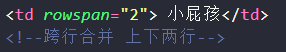 <td rowspan="2"> 小屁孩</td>
<!--跨行合并 上下两行-->